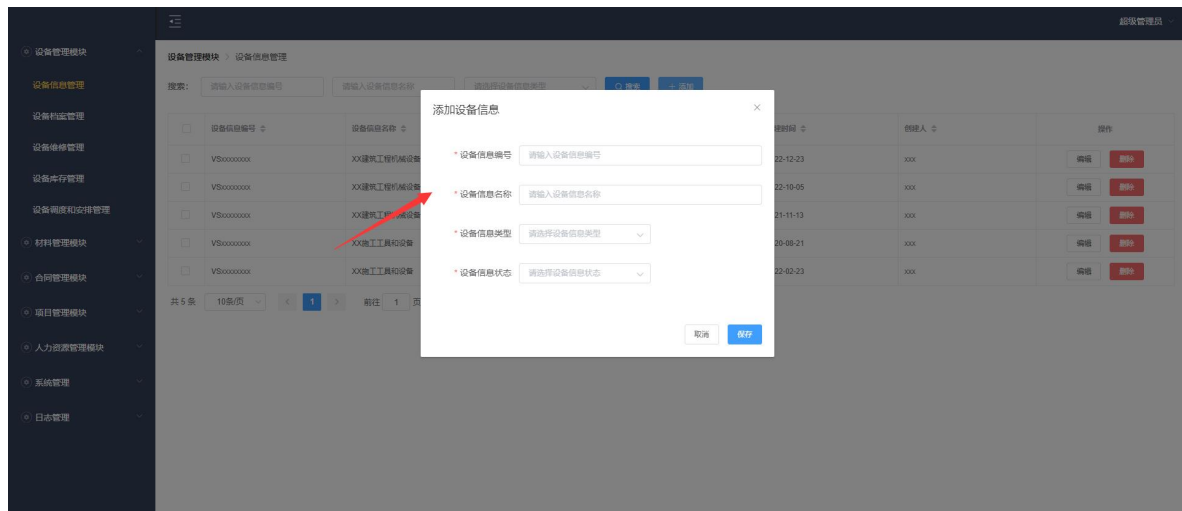 超级管理员
设备管理模块
设备信息管理
设备档案管理
设备维修管理
设备库存管理
设备调度和安排管理
材料管理模块
合同管理模块
项目管理模块
人力资源管理模块
系统管理
日志管理
设备管理模块 > 设备信息管理
搜索: 请输入设备信息编号 请输入设备信息名称 请选择设备信息类型 搜索 + 添加
设备信息编号 设备信息名称 建时间 创建人 操作
VSxxxxxxxx XX建筑工程机械设备 22-12-23 xxx 编辑 删除
VSxxxxxxxx XX建筑工程机械设备 22-10-05 xxx 编辑 删除
VSxxxxxxxx XX建筑工程机械设备 21-11-13 xxx 编辑 删除
VSxxxxxxxx XX施工工具和设备 20-08-21 xxx 编辑 删除
VSxxxxxxxx XX施工工具和设备 22-02-23 xxx 编辑 删除
共 5 条 10条/页 < 1 > 前往 1 页
添加设备信息 ×
* 设备信息编号 请输入设备信息编号
* 设备信息名称 请输入设备信息名称
* 设备信息类型 请选择设备信息类型
* 设备信息状态 请选择设备信息状态
取消 保存